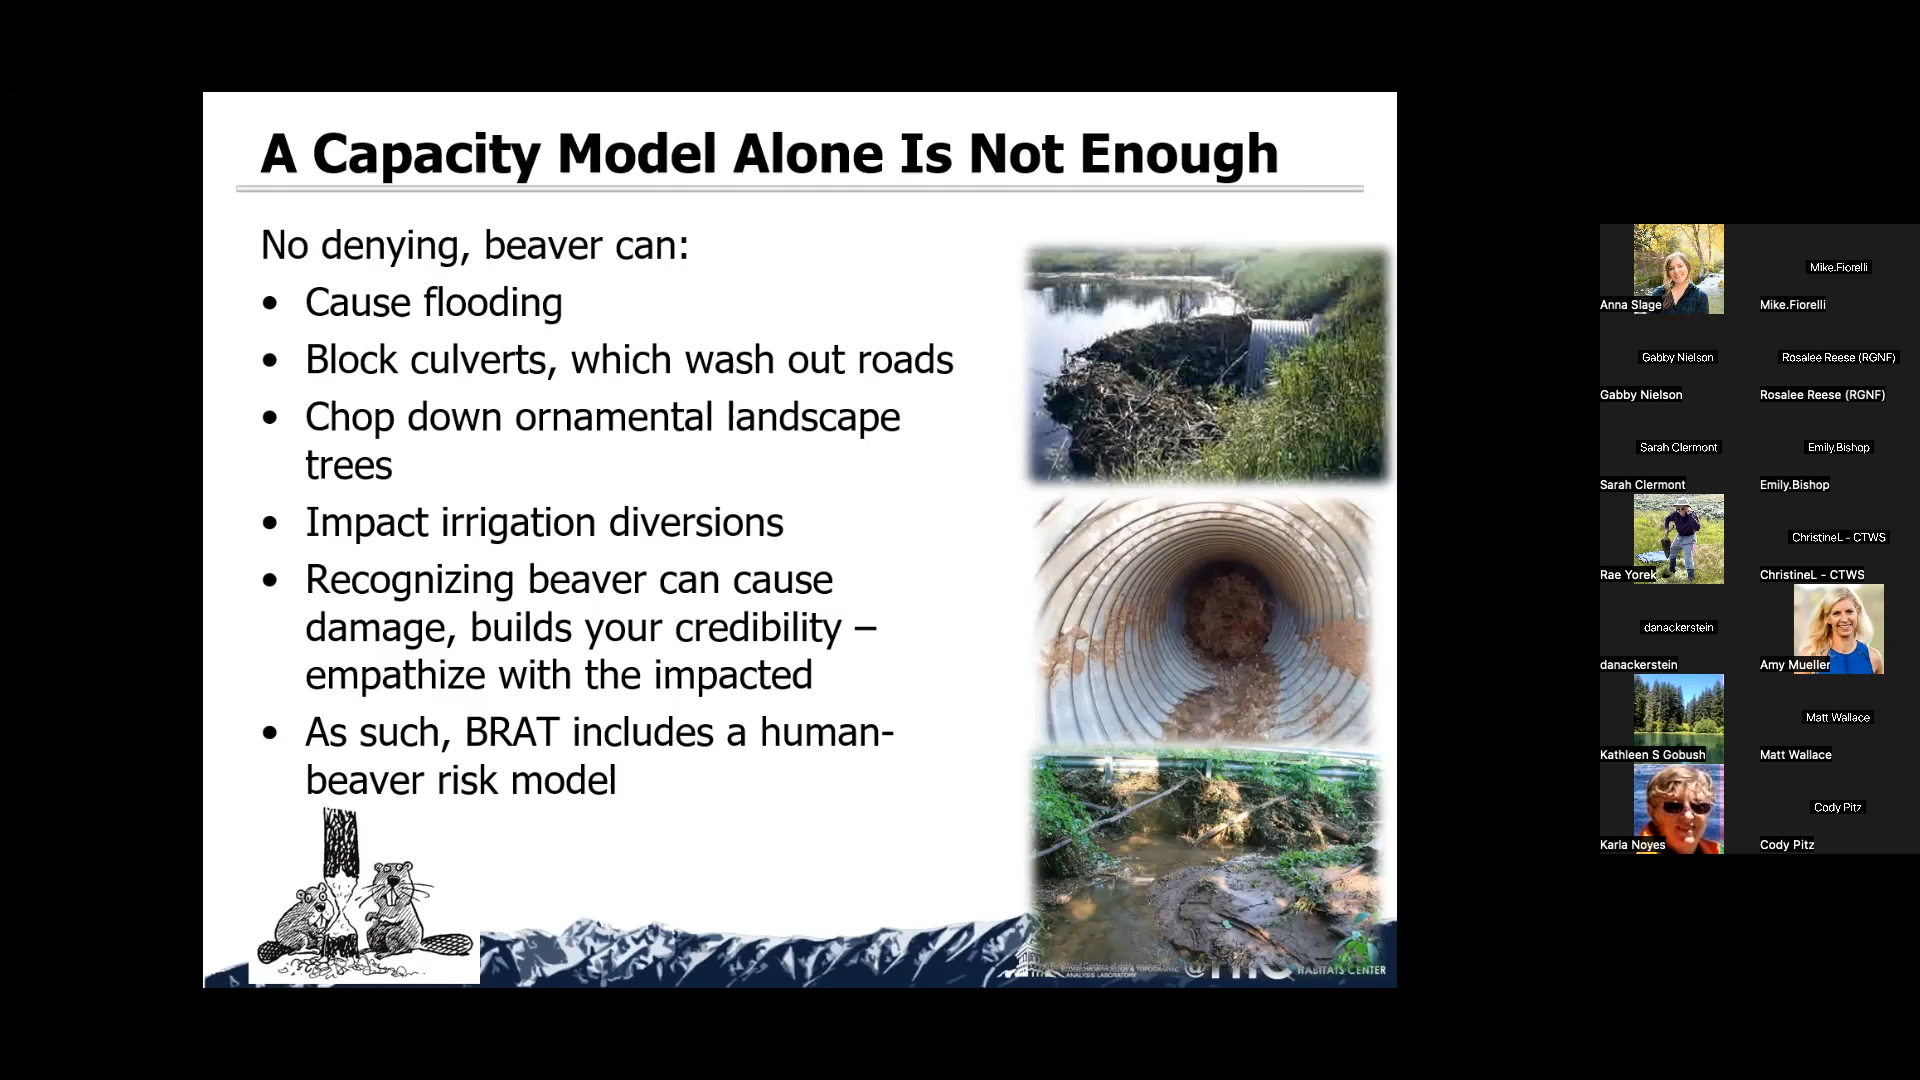 A Capacity Model Alone Is Not Enough
No denying, beaver can:
• Cause flooding
• Block culverts, which wash out roads
• Chop down ornamental landscape
trees
• Impact irrigation diversions
• Recognizing beaver can cause
damage, builds your credibility –
empathize with the impacted
• As such, BRAT includes a human-
beaver risk model
ANALYSIS LABORATORY
HABITATS CENTER
Anna Slage
Mike.Fiorelli
Mike.Fiorelli
Gabby Nielson
Gabby Nielson
Rosalee Reese (RGNF)
Rosalee Reese (RGNF)
Sarah Clermont
Sarah Clermont
Emily.Bishop
Emily.Bishop
Rae Yorek
ChristineL - CTWS
ChristineL - CTWS
danackerstein
danackerstein
Amy Mueller
Kathleen S Gobush
Matt Wallace
Matt Wallace
Karla Noyes
Cody Pitz
Cody Pitz